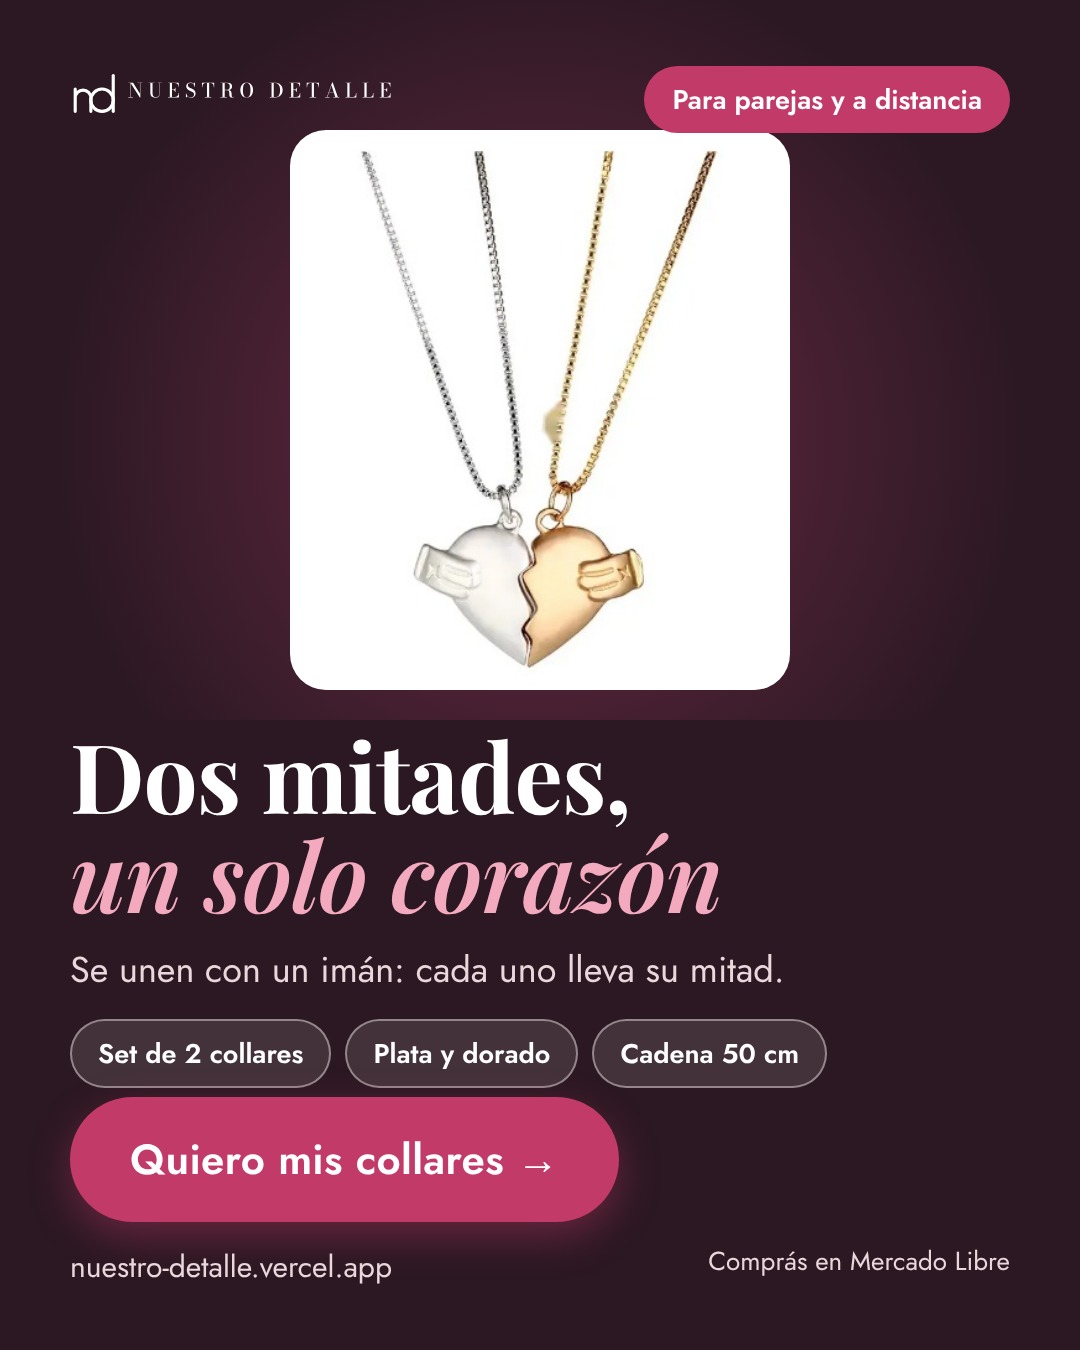 nd NUESTRO DETALLE
Para parejas y a distancia
Dos mitades,
un solo corazón
Se unen con un imán: cada uno lleva su mitad.
Set de 2 collares
Plata y dorado
Cadena 50 cm
Quiero mis collares →
nuestro-detalle.vercel.app
Comprás en Mercado Libre